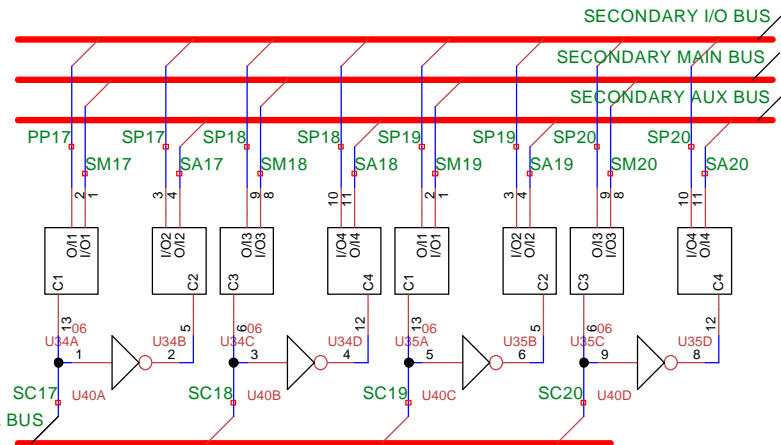 SECONDARY I/O BUS
SECONDARY MAIN BUS
SECONDARY AUX BUS
PP17 SP17 SP18 SP18 SP19 SP19 SP20 SP20
SM17 SA17 SM18 SA18 SM19 SA19 SM20 SA20
2 1 3 4 9 8 10 11 2 1 3 4 9 8 10 11
O/I1 I/O1 I/O2 O/I2 O/I3 I/O3 I/O4 O/I4 O/I1 I/O1 I/O2 O/I2 O/I3 I/O3 I/O4 O/I4
C1 C2 C3 C4 C1 C2 C3 C4
13 5 6 12 13 5 6 12
06 06 06 06
U34A U34B U34C U34D U35A U35B U35C U35D
1 2 3 4 5 6 9 8
SC17 U40A SC18 U40B SC19 U40C SC20 U40D
BUS